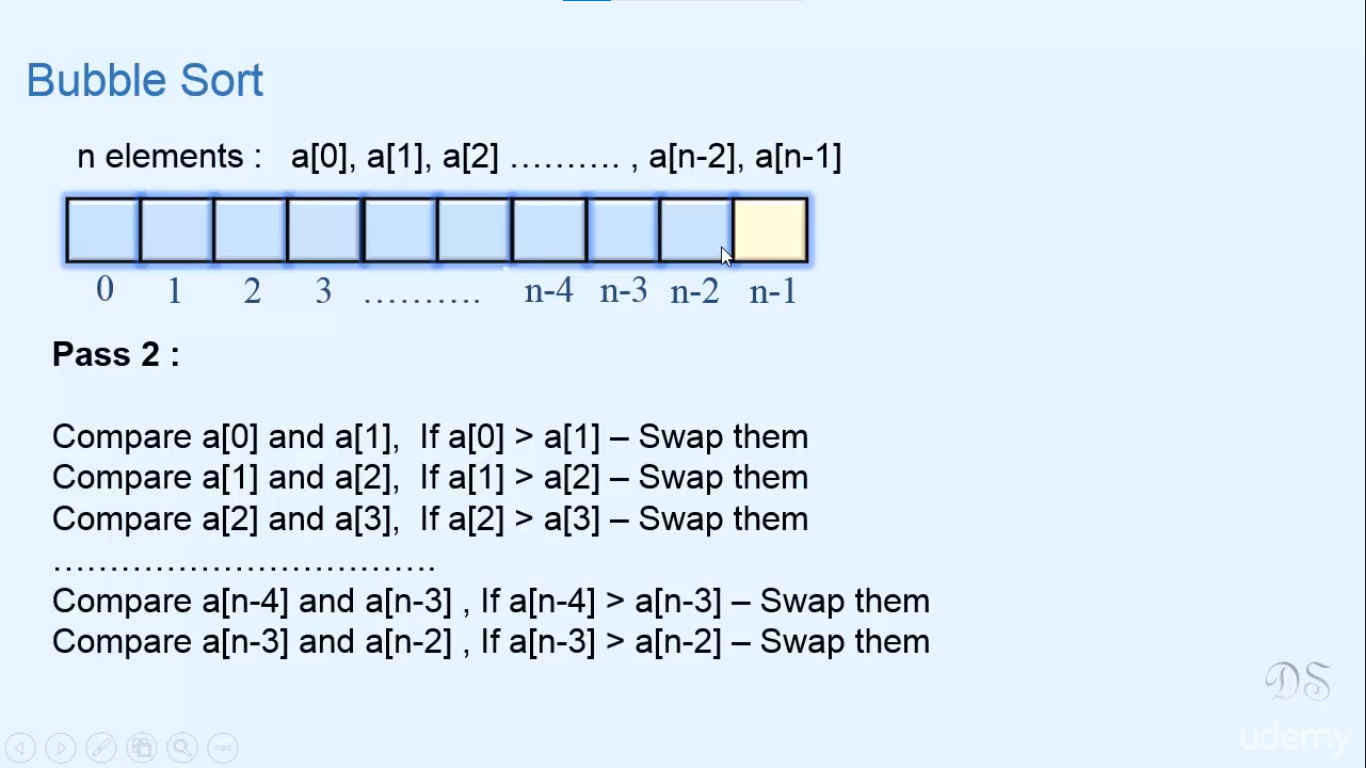 Bubble Sort
n elements : a[0], a[1], a[2] ………. , a[n-2], a[n-1]
0 1 2 3 ………. n-4 n-3 n-2 n-1
Pass 2 :
Compare a[0] and a[1], If a[0] > a[1] – Swap them
Compare a[1] and a[2], If a[1] > a[2] – Swap them
Compare a[2] and a[3], If a[2] > a[3] – Swap them
…………………………….
Compare a[n-4] and a[n-3] , If a[n-4] > a[n-3] – Swap them
Compare a[n-3] and a[n-2] , If a[n-3] > a[n-2] – Swap them
DS
udemy